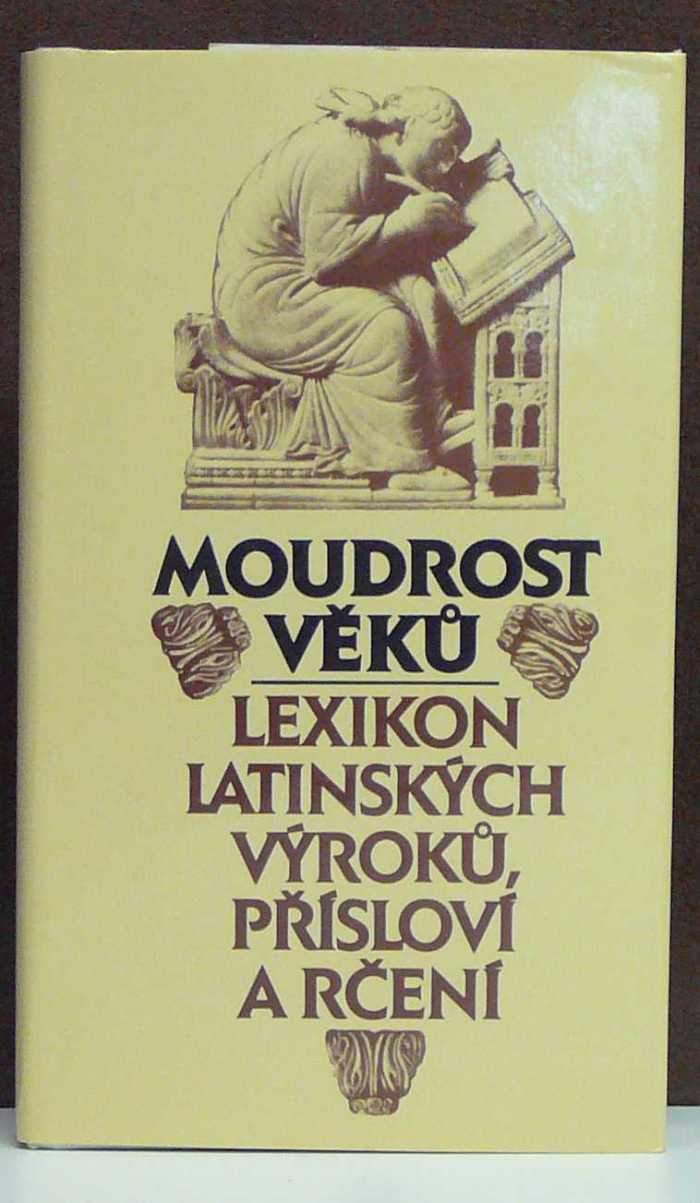 MOUDROST
VĚKŮ
LEXIKON
LATINSKÝCH
VÝROKŮ,
PŘÍSLOVÍ
A RČENÍ